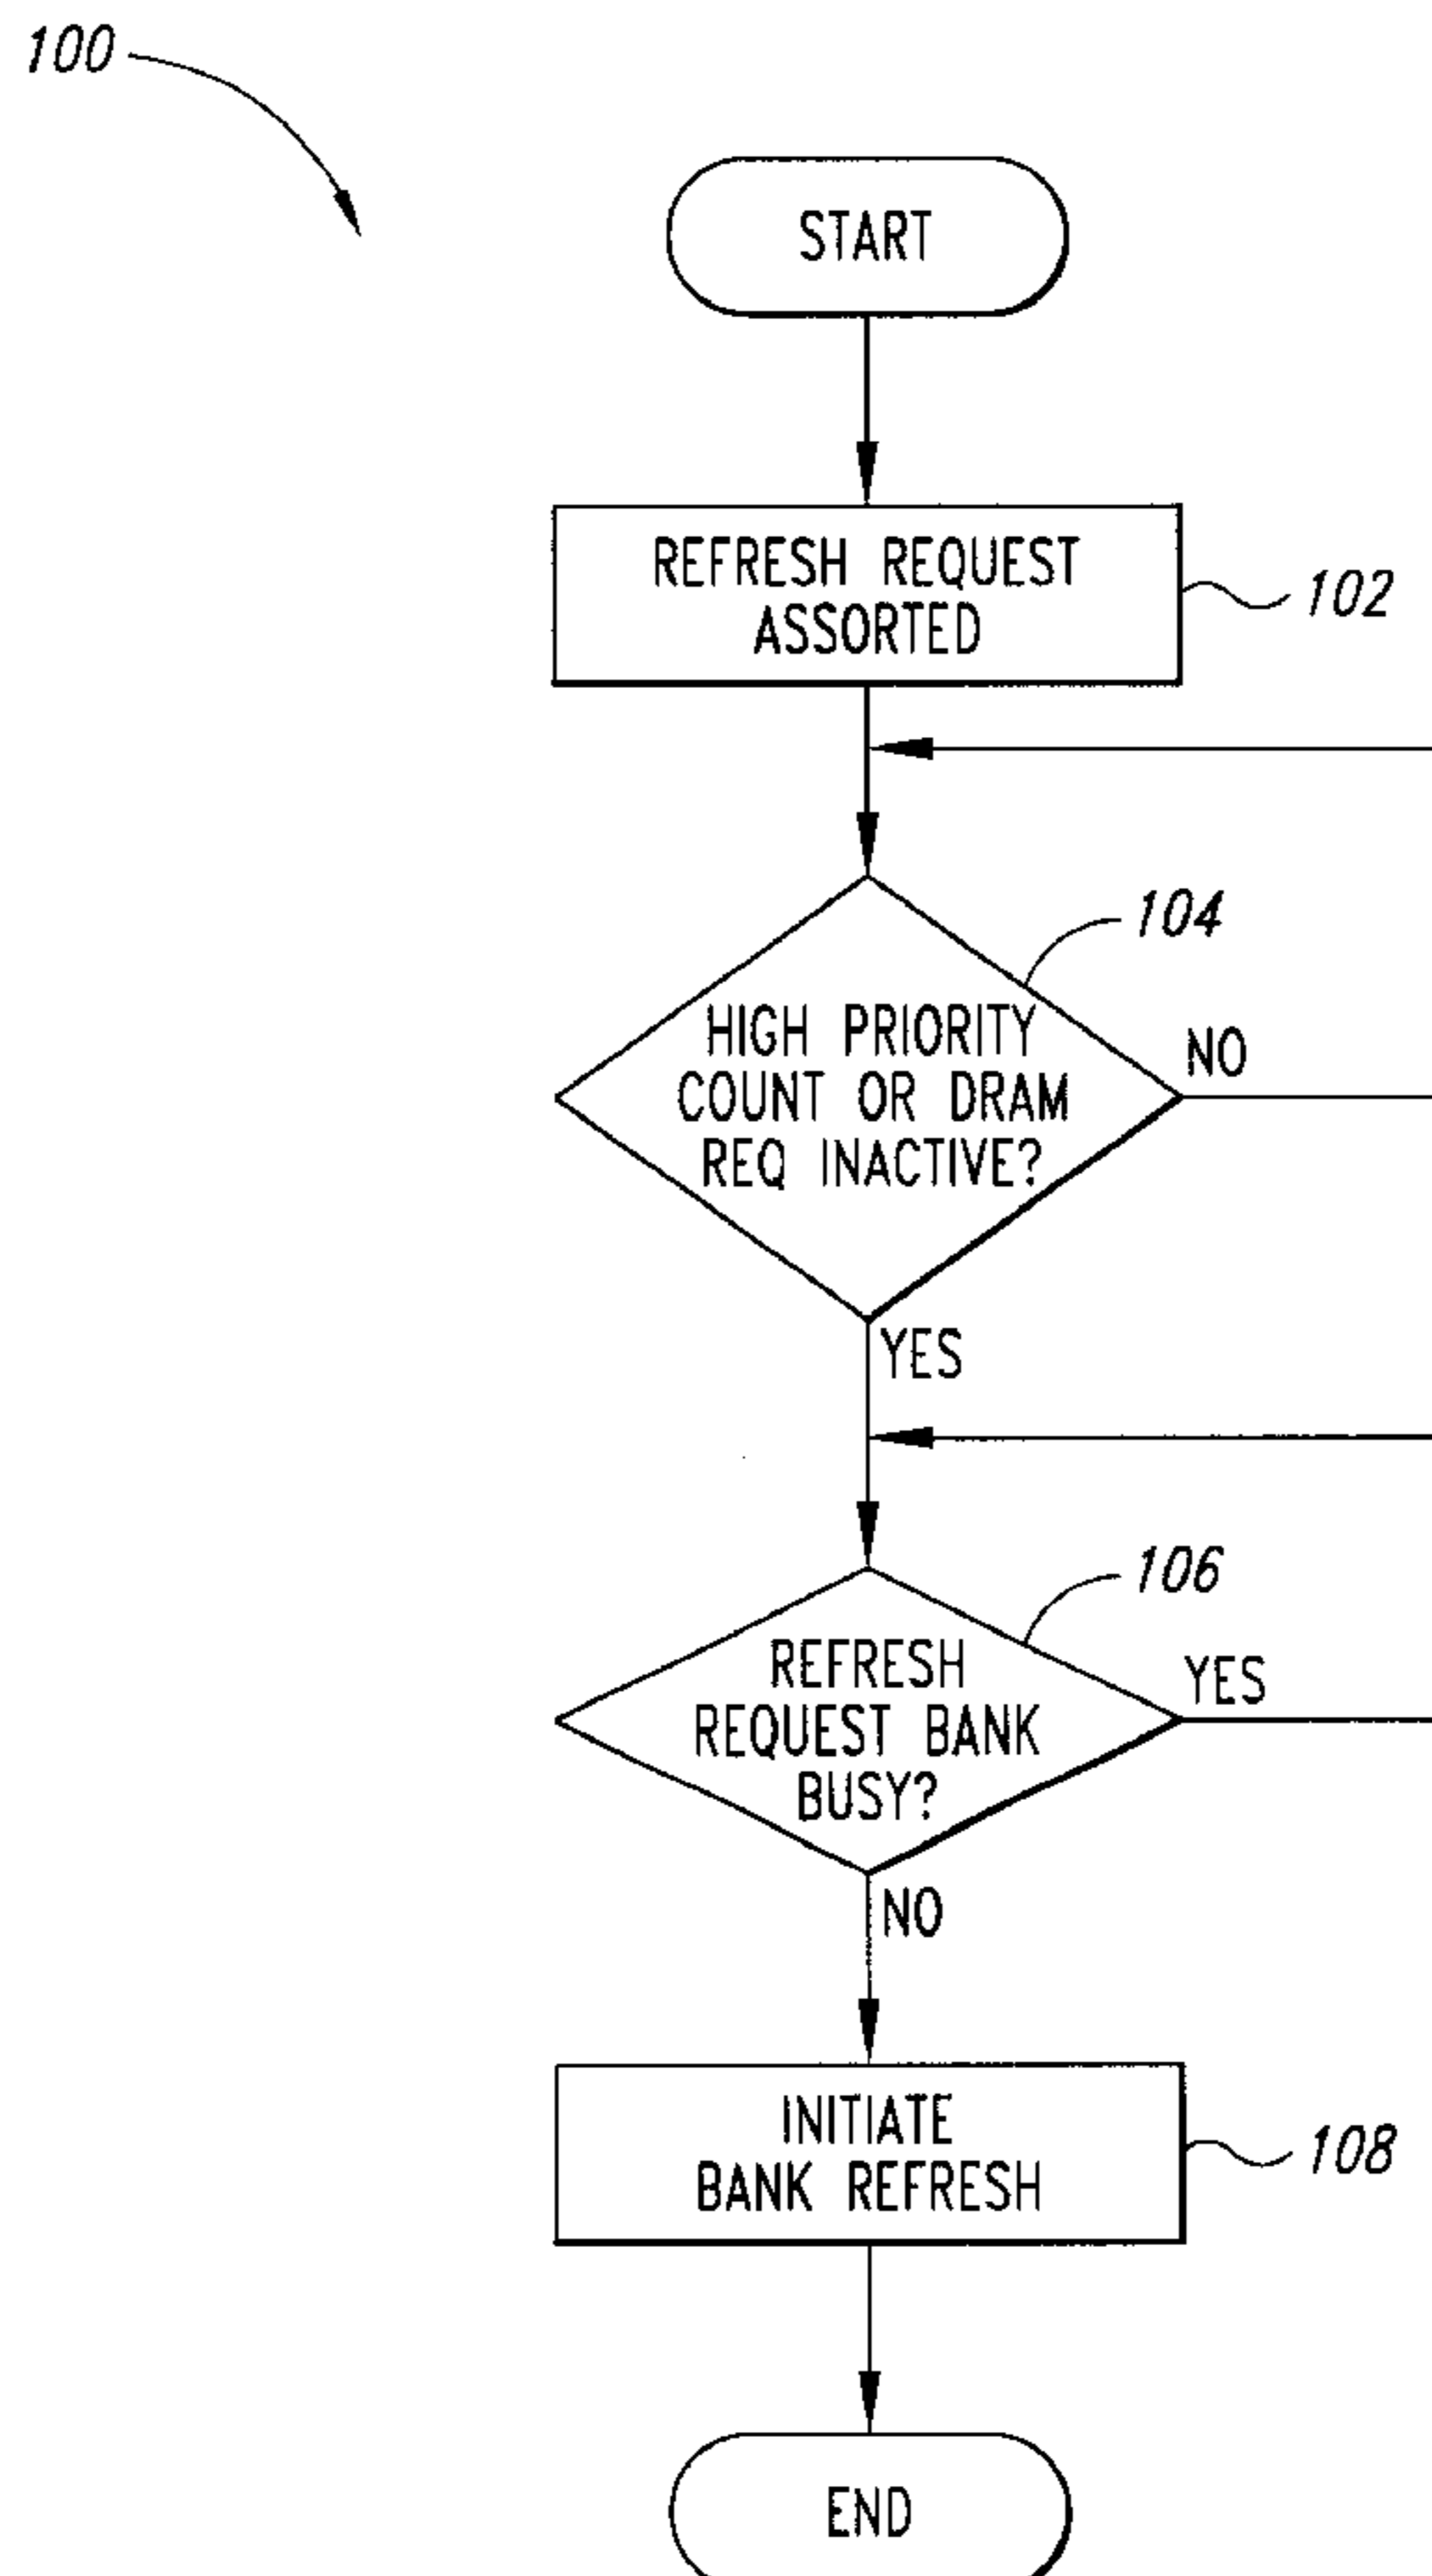 100
START
REFRESH REQUEST
ASSORTED
102
104
HIGH PRIORITY
COUNT OR DRAM
REQ INACTIVE?
NO
YES
106
REFRESH
REQUEST BANK
BUSY?
YES
NO
INITIATE
BANK REFRESH
108
END